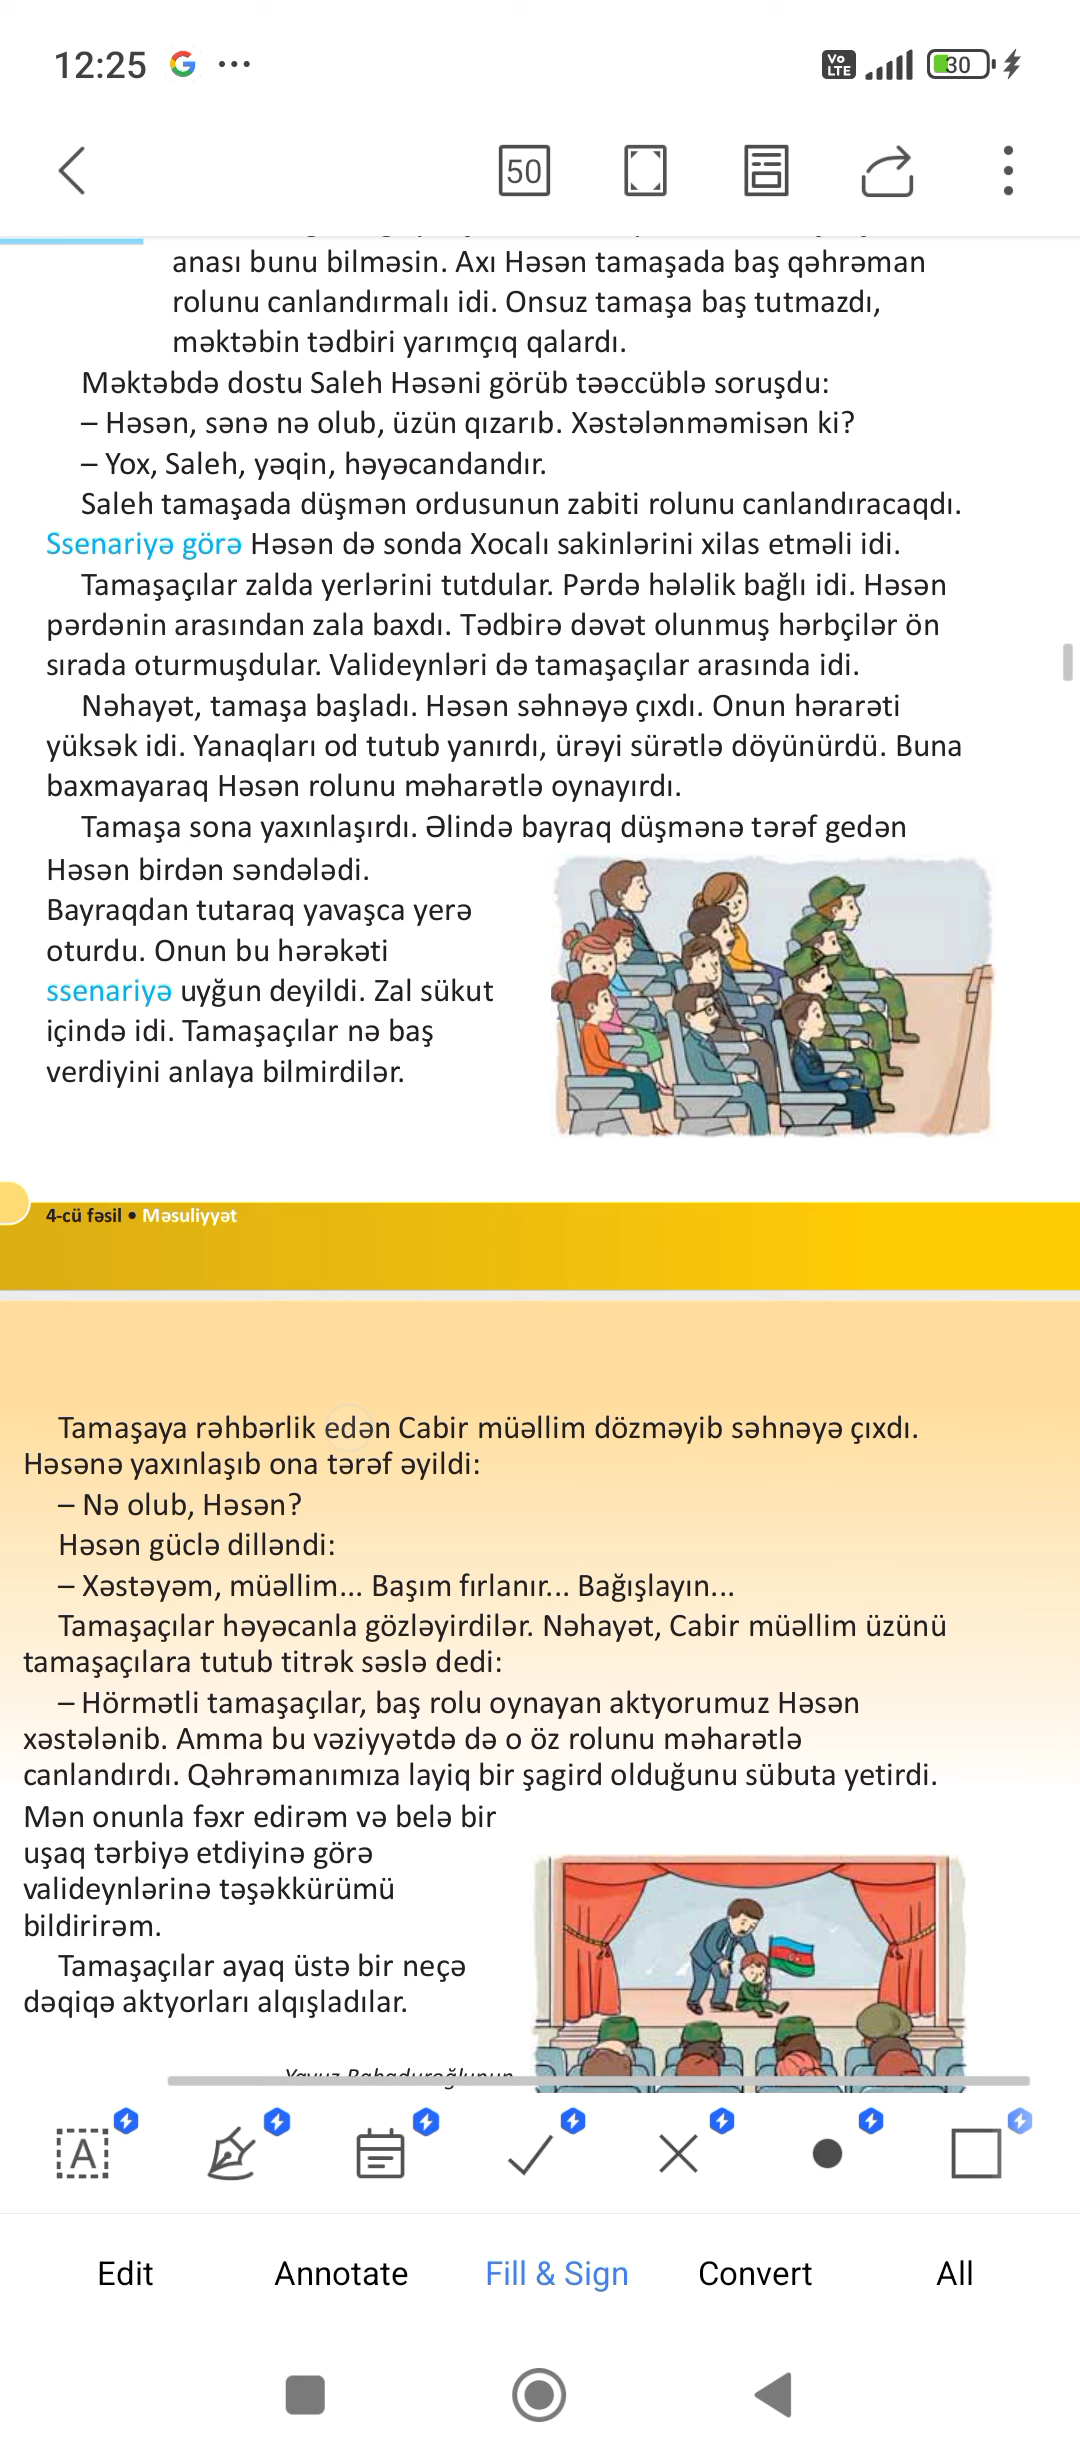 12:25
Vo
LTE
30
50
anası bunu bilməsin. Axı Həsən tamaşada baş qəhrəman
rolunu canlandırmalı idi. Onsuz tamaşa baş tutmazdı,
məktəbin tədbiri yarımçıq qalardı.
Məktəbdə dostu Saleh Həsəni görüb təəccüblə soruşdu:
– Həsən, sənə nə olub, üzün qızarıb. Xəstələnməmisən ki?
– Yox, Saleh, yəqin, həyəcandandır.
Saleh tamaşada düşmən ordusunun zabiti rolunu canlandıracaqdı.
Ssenariyə görə Həsən də sonda Xocalı sakinlərini xilas etməli idi.
Tamaşaçılar zalda yerlərini tutdular. Pərdə hələlik bağlı idi. Həsən
pərdənin arasından zala baxdı. Tədbirə dəvət olunmuş hərbçilər ön
sırada oturmuşdular. Valideynləri də tamaşaçılar arasında idi.
Nəhayət, tamaşa başladı. Həsən səhnəyə çıxdı. Onun hərarəti
yüksək idi. Yanaqları od tutub yanırdı, ürəyi sürətlə döyünürdü. Buna
baxmayaraq Həsən rolunu məharətlə oynayırdı.
Tamaşa sona yaxınlaşırdı. Əlində bayraq düşmənə tərəf gedən
Həsən birdən səndələdi.
Bayraqdan tutaraq yavaşca yerə
oturdu. Onun bu hərəkəti
ssenariyə uyğun deyildi. Zal sükut
içində idi. Tamaşaçılar nə baş
verdiyini anlaya bilmirdilər.
4-cü fəsil • Məsuliyyət
Tamaşaya rəhbərlik edən Cabir müəllim dözməyib səhnəyə çıxdı.
Həsənə yaxınlaşıb ona tərəf əyildi:
– Nə olub, Həsən?
Həsən güclə dilləndi:
– Xəstəyəm, müəllim... Başım fırlanır... Bağışlayın...
Tamaşaçılar həyəcanla gözləyirdilər. Nəhayət, Cabir müəllim üzünü
tamaşaçılara tutub titrək səslə dedi:
– Hörmətli tamaşaçılar, baş rolu oynayan aktyorumuz Həsən
xəstələnib. Amma bu vəziyyətdə də o öz rolunu məharətlə
canlandırdı. Qəhrəmanımıza layiq bir şagird olduğunu sübuta yetirdi.
Mən onunla fəxr edirəm və belə bir
uşaq tərbiyə etdiyinə görə
valideynlərinə təşəkkürümü
bildirirəm.
Tamaşaçılar ayaq üstə bir neçə
dəqiqə aktyorları alqışladılar.
A
Edit Annotate Fill & Sign Convert All